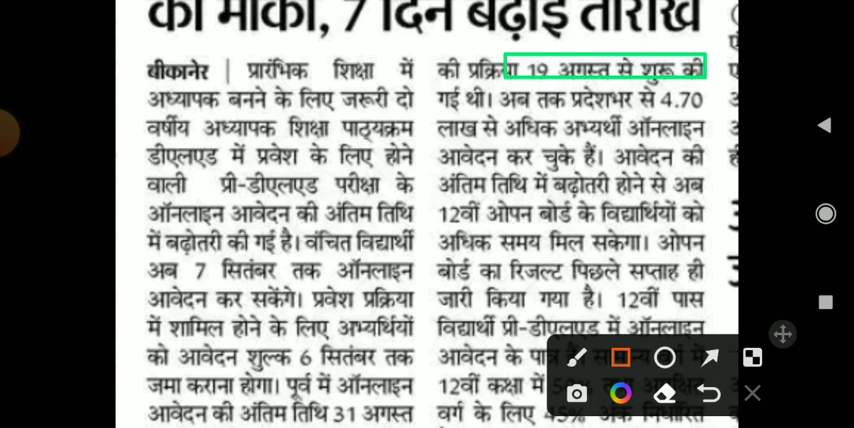 का मौका, 7 दिन बढ़ाई तारीख
बीकानेर | प्रारंभिक शिक्षा में
अध्यापक बनने के लिए जरूरी दो
वर्षीय अध्यापक शिक्षा पाठ्यक्रम
डीएलएड में प्रवेश के लिए होने
वाली प्री-डीएलएड परीक्षा के
ऑनलाइन आवेदन की अंतिम तिथि
में बढ़ोतरी की गई है। वंचित विद्यार्थी
अब 7 सितंबर तक ऑनलाइन
आवेदन कर सकेंगे। प्रवेश प्रक्रिया
में शामिल होने के लिए अभ्यर्थियों
को आवेदन शुल्क 6 सितंबर तक
जमा कराना होगा। पूर्व में ऑनलाइन
आवेदन की अंतिम तिथि 31 अगस्त
की प्रक्रिया 19 अगस्त से शुरू की
गई थी। अब तक प्रदेशभर से 4.70
लाख से अधिक अभ्यर्थी ऑनलाइन
आवेदन कर चुके हैं। आवेदन की
अंतिम तिथि में बढ़ोतरी होने से अब
12वीं ओपन बोर्ड के विद्यार्थियों को
अधिक समय मिल सकेगा। ओपन
बोर्ड का रिजल्ट पिछले सप्ताह ही
जारी किया गया है। 12वीं पास
विद्यार्थी प्री-डीएलएड में ऑनलाइन
आवेदन के पात्र हैं। सामान्य वर्ग में
12वीं कक्षा में 50% तथा आरक्षित
वर्ग के लिए 45% अंक निर्धारित